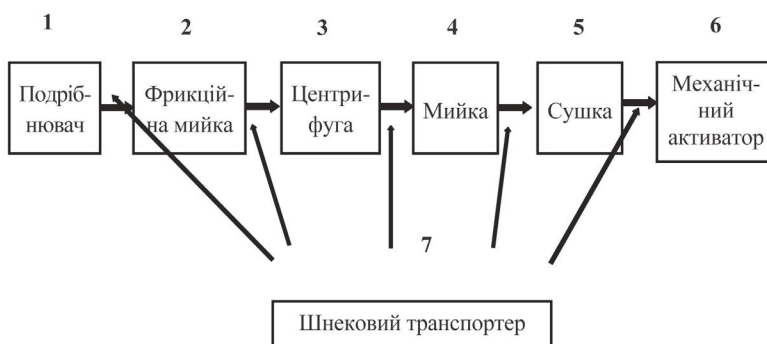 1 2 3 4 5 6
Подріб-
нювач
Фрикцій-
на мийка
Центри-
фуга
Мийка
Сушка
Механіч-
ний
активатор
7
Шнековий транспортер